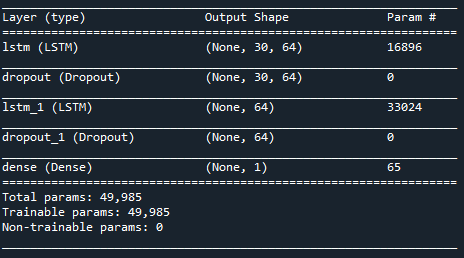 Layer (type) Output Shape Param #
lstm (LSTM) (None, 30, 64) 16896
dropout (Dropout) (None, 30, 64) 0
lstm_1 (LSTM) (None, 64) 33024
dropout_1 (Dropout) (None, 64) 0
dense (Dense) (None, 1) 65
Total params: 49,985
Trainable params: 49,985
Non-trainable params: 0